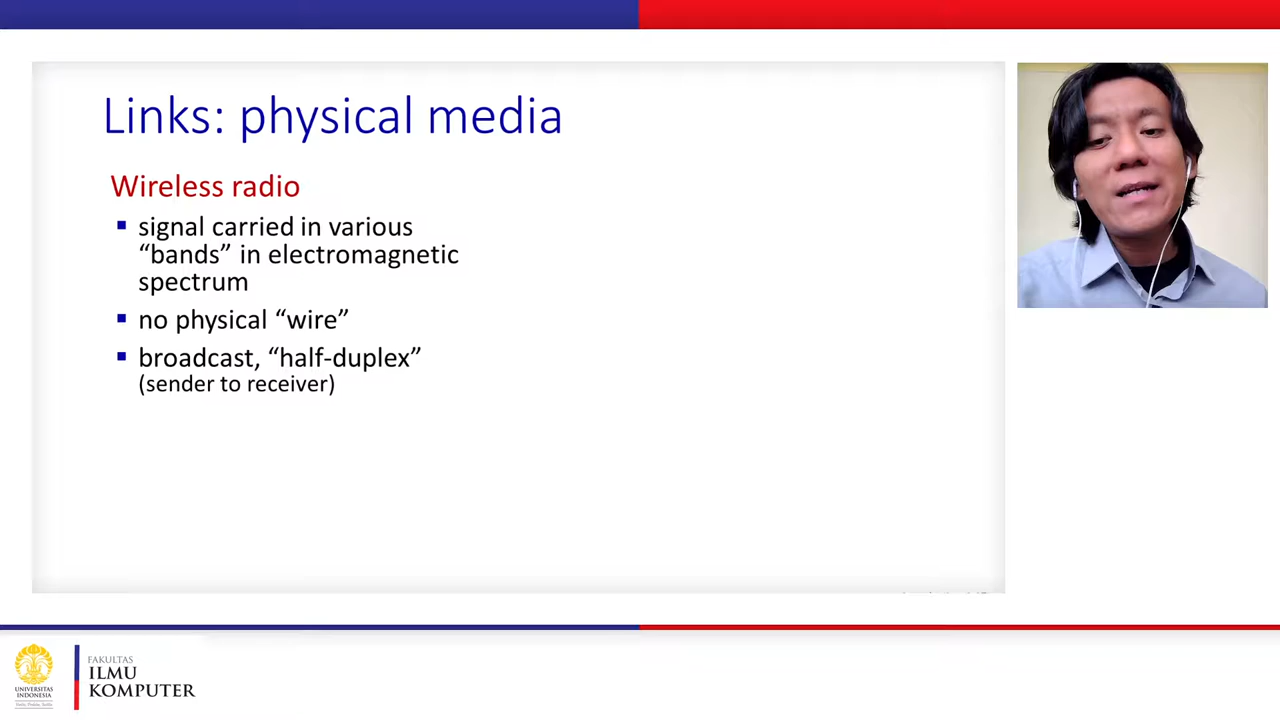 Links: physical media
Wireless radio
▪ signal carried in various
“bands” in electromagnetic
spectrum
▪ no physical “wire”
▪ broadcast, “half-duplex”
(sender to receiver)
UNIVERSITAS
INDONESIA
FAKULTAS
ILMU
KOMPUTER